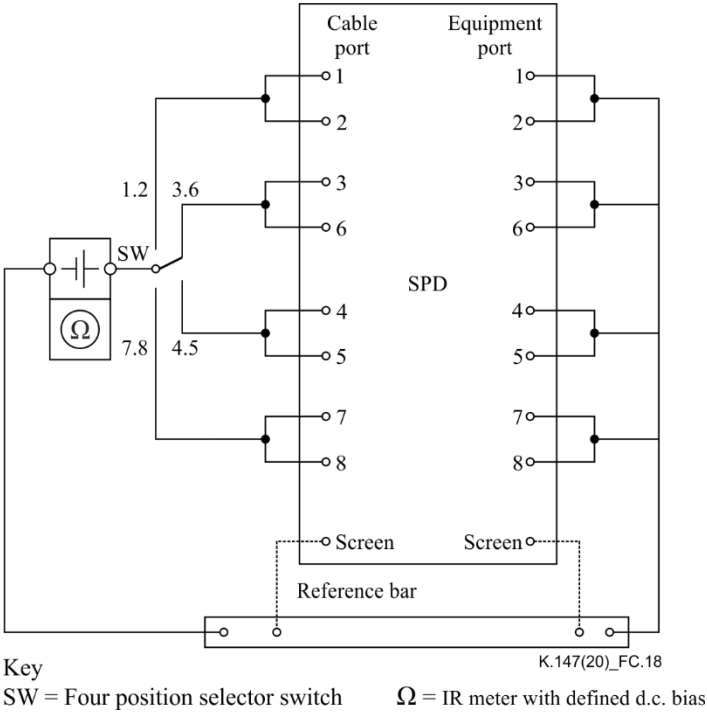 Cable port
Equipment port
1
1
2
2
1.2
3.6
3
3
6
6
SW
SPD
Ω
4
4
7.8
4.5
5
5
7
7
8
8
Screen
Screen
Reference bar
K.147(20)_FC.18
Key
SW = Four position selector switch
Ω = IR meter with defined d.c. bias